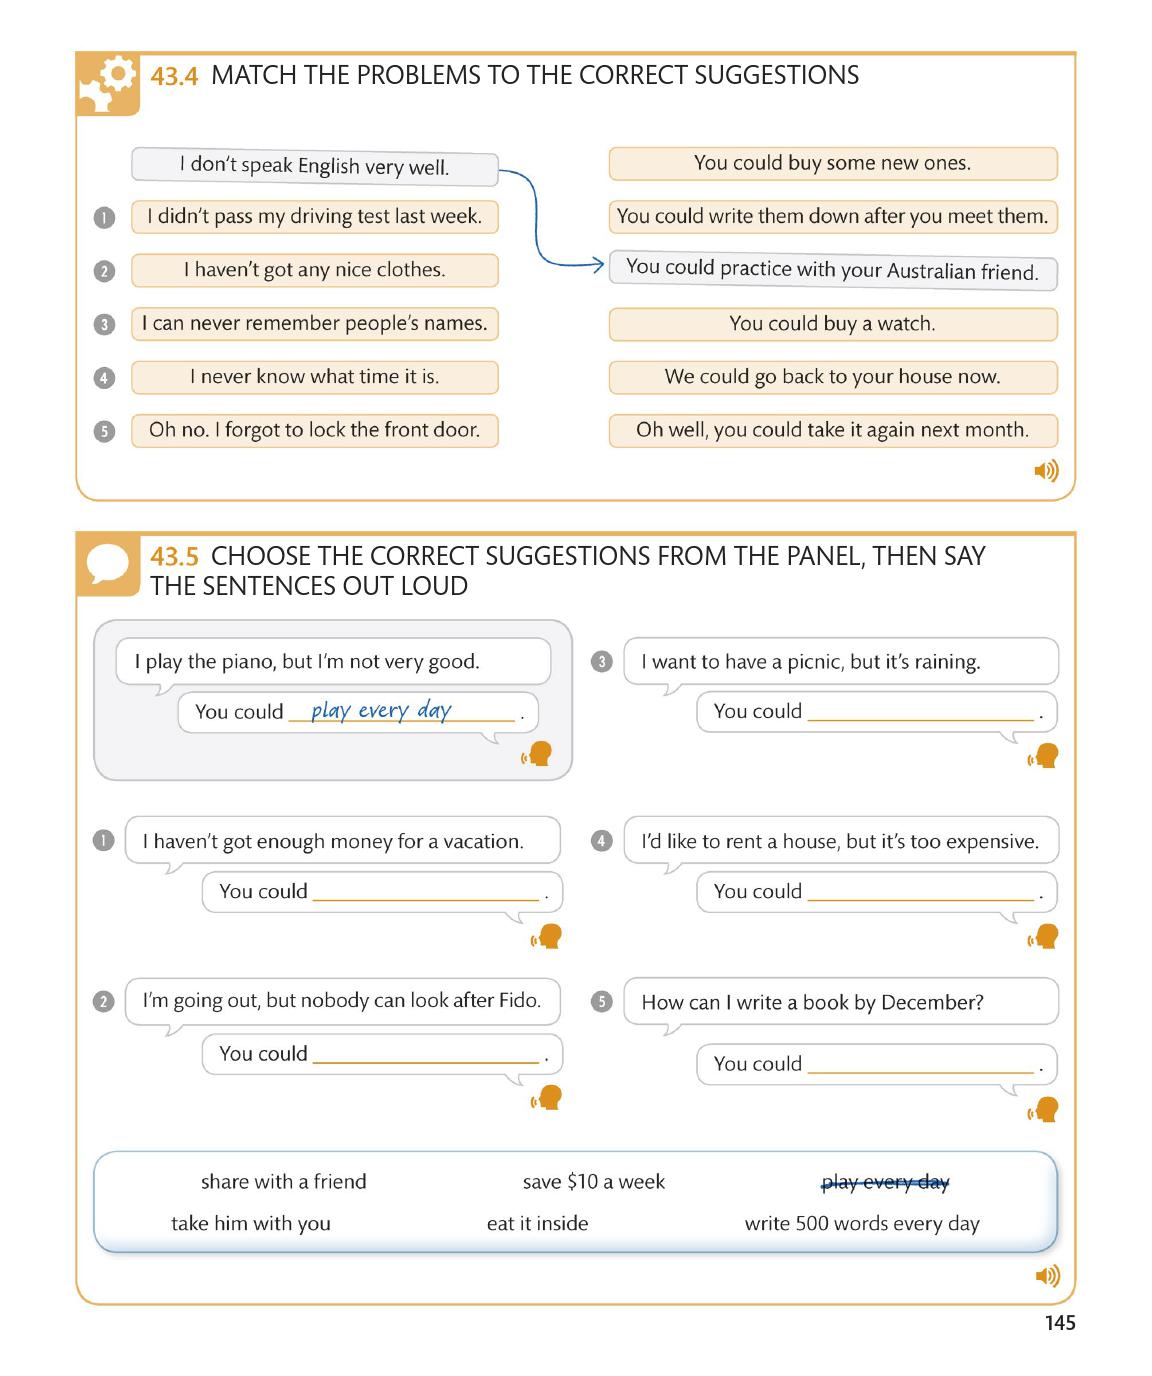 43.4 MATCH THE PROBLEMS TO THE CORRECT SUGGESTIONS
I don't speak English very well.
You could buy some new ones.
1 I didn't pass my driving test last week.
You could write them down after you meet them.
2 I haven't got any nice clothes.
You could practice with your Australian friend.
3 I can never remember people's names.
You could buy a watch.
4 I never know what time it is.
We could go back to your house now.
5 Oh no. I forgot to lock the front door.
Oh well, you could take it again next month.
43.5 CHOOSE THE CORRECT SUGGESTIONS FROM THE PANEL, THEN SAY
THE SENTENCES OUT LOUD
I play the piano, but I'm not very good.
You could play every day .
1 I haven't got enough money for a vacation.
You could .
2 I'm going out, but nobody can look after Fido.
You could .
3 I want to have a picnic, but it's raining.
You could .
4 I'd like to rent a house, but it's too expensive.
You could .
5 How can I write a book by December?
You could .
share with a friend save $10 a week play every day
take him with you eat it inside write 500 words every day
145